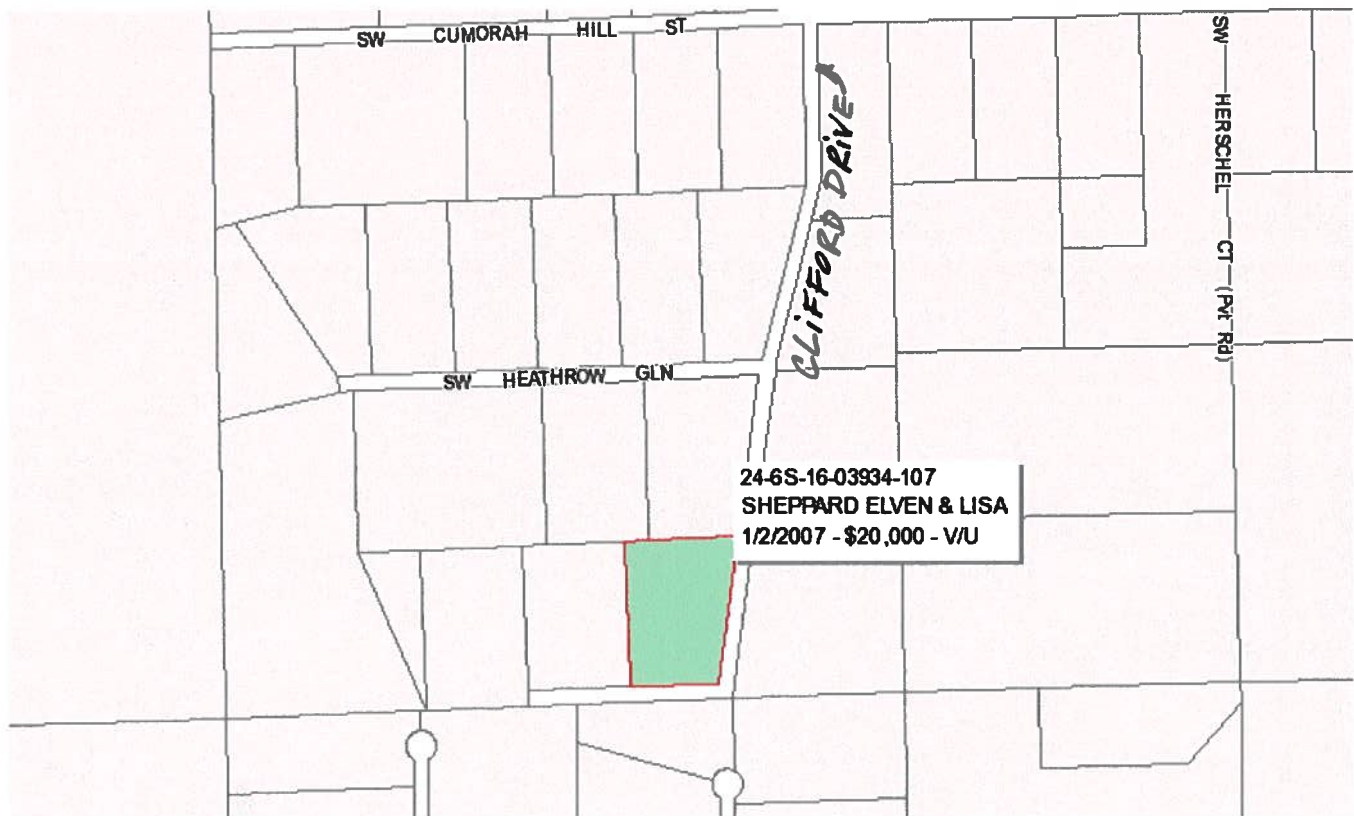 SW CUMORAH HILL ST
CLIFFORD DRIVE
SW HERSCHEL CT (Pit Rd)
SW HEATHROW GLN
24-6S-16-03934-107
SHEPPARD ELVEN & LISA
1/2/2007 - $20,000 - V/U